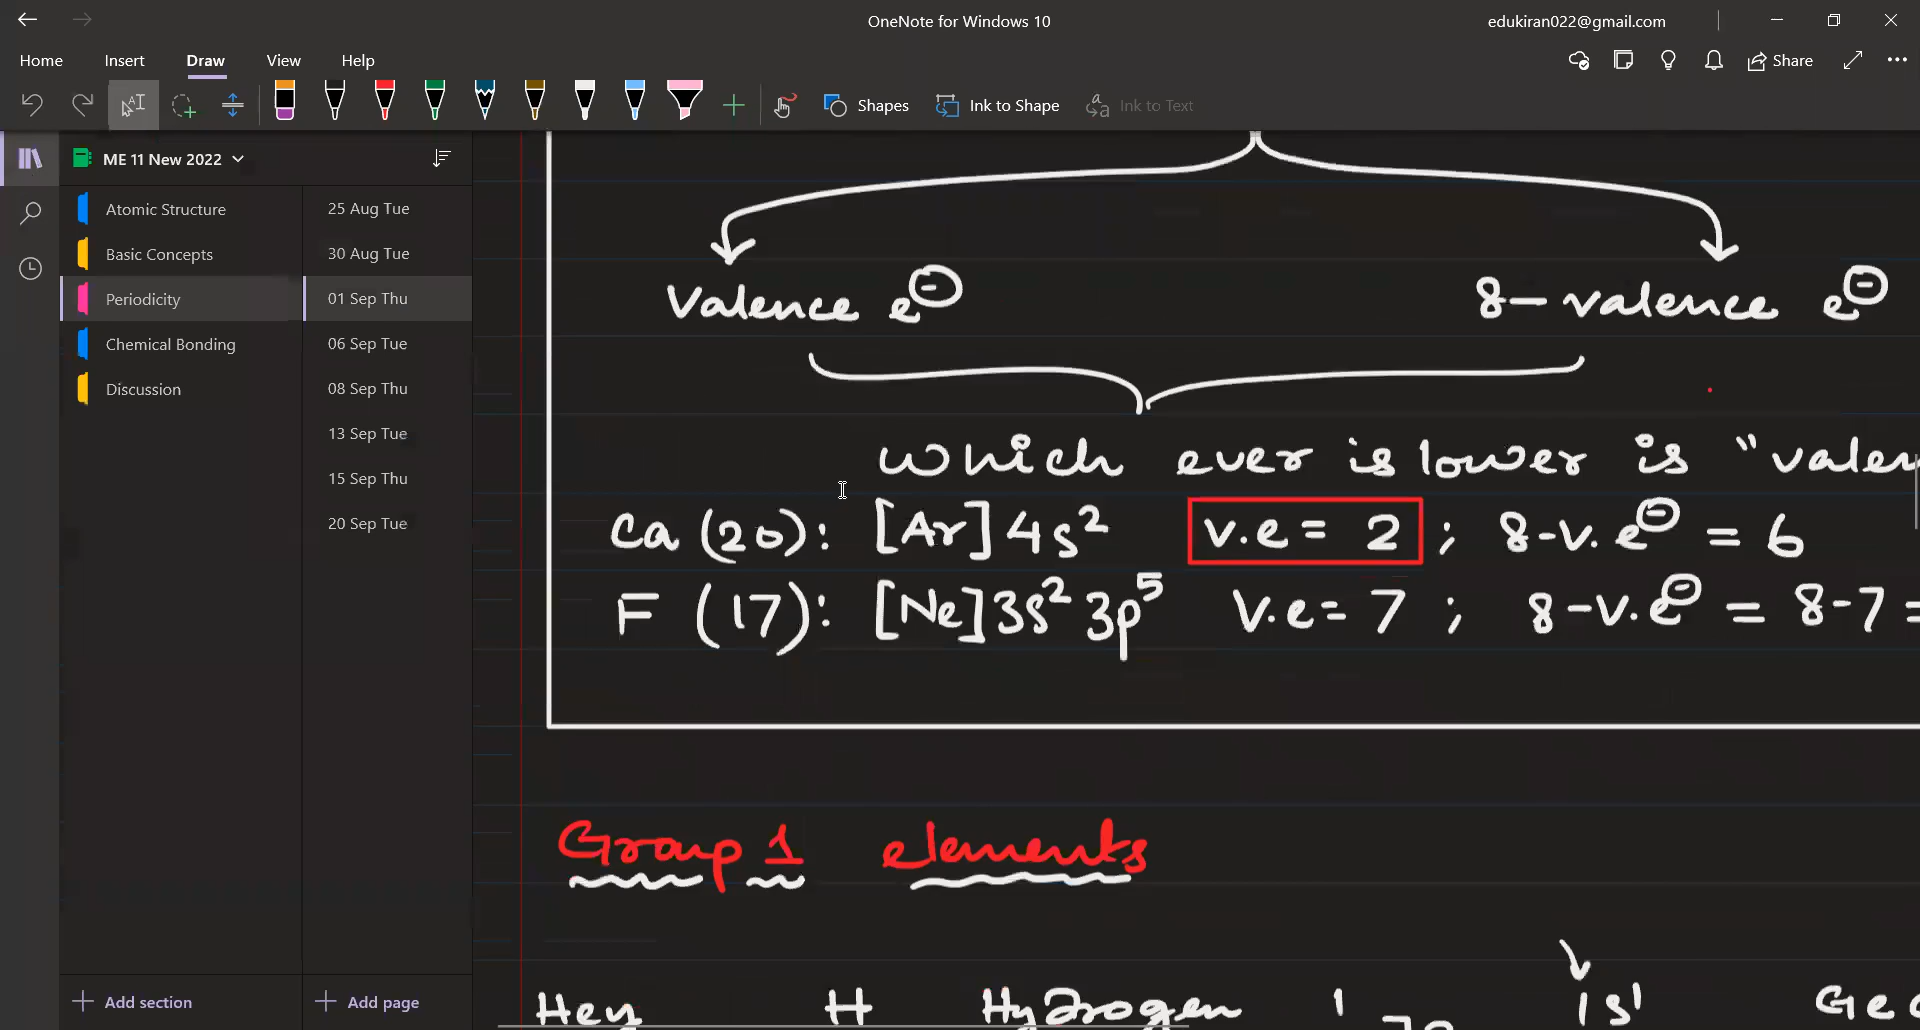 OneNote for Windows 10
edukiran022@gmail.com
Home Insert Draw View Help
Share
Shapes Ink to Shape Ink to Text
ME 11 New 2022
Atomic Structure
Basic Concepts
Periodicity
Chemical Bonding
Discussion
25 Aug Tue
30 Aug Tue
01 Sep Thu
06 Sep Tue
08 Sep Thu
13 Sep Tue
15 Sep Thu
20 Sep Tue
Add section
Add page
Valence e⊖ 8-valence e⊖
which ever is lower is "valen
Ca (20): [Ar] 4s² v.e = 2 ; 8-v.e⊖ = 6
F (17): [Ne] 3s² 3p⁵ V.e = 7 ; 8-v.e⊖ = 8-7 =
Group 1 elements
Hey H Hydrogen 1 1s'